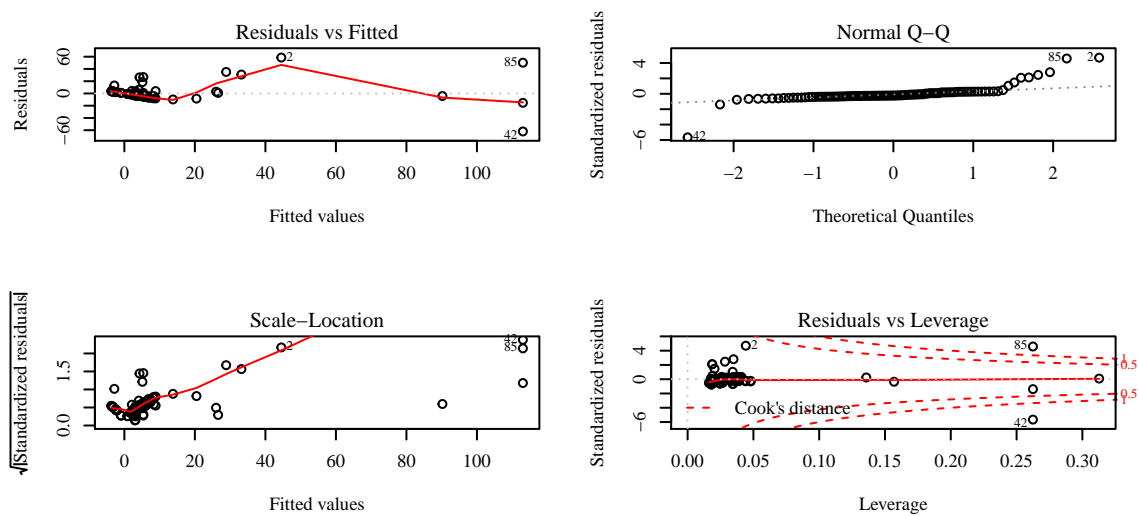 Residuals vs Fitted
Residuals
60
0
−60
2
85
42
0 20 40 60 80 100
Fitted values
Normal Q−Q
Standardized residuals
4
0
−6
85
2
42
−2 −1 0 1 2
Theoretical Quantiles
Scale−Location
√|Standardized residuals|
1.5
0.0
42
85
2
0 20 40 60 80 100
Fitted values
Residuals vs Leverage
Standardized residuals
4
0
−6
2
85
42
1
0.5
0.5
1
Cook's distance
0.00 0.05 0.10 0.15 0.20 0.25 0.30
Leverage